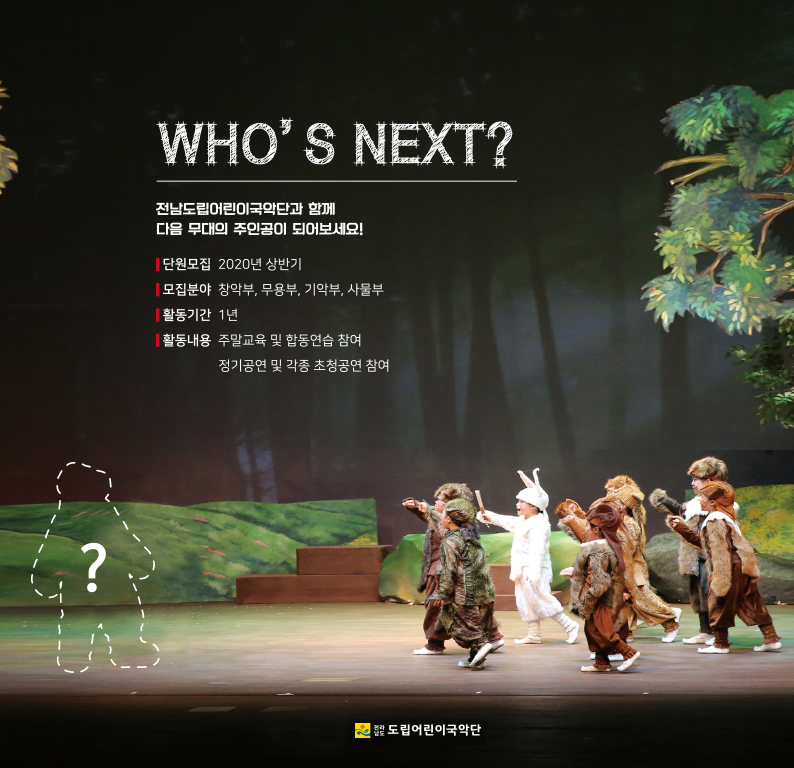 WHO'S NEXT?
전남도립어린이국악단과 함께
다음 무대의 주인공이 되어보세요!
단원모집 2020년 상반기
모집분야 창악부, 무용부, 기악부, 사물부
활동기간 1년
활동내용 주말교육 및 합동연습 참여
정기공연 및 각종 초청공연 참여
?
전라남도 도립어린이국악단